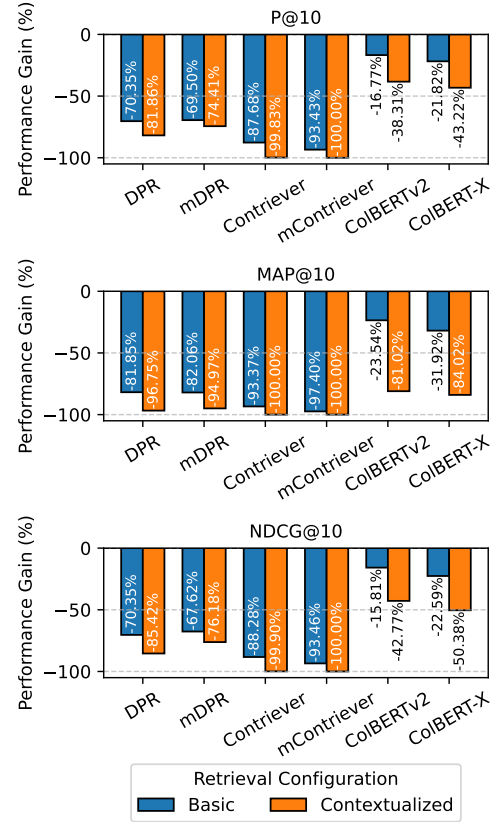 P@10
Performance Gain (%)
0
−50
−100
-70.35%
-81.86%
-69.50%
-74.41%
-87.68%
-99.83%
-93.43%
-100.00%
-16.77%
-38.31%
-21.82%
-43.22%
DPR
mDPR
Contriever
mContriever
ColBERTv2
ColBERT-X
MAP@10
Performance Gain (%)
0
−50
−100
-81.85%
-96.75%
-82.06%
-94.97%
-93.37%
-100.00%
-97.40%
-100.00%
-23.54%
-81.02%
-31.92%
-84.02%
DPR
mDPR
Contriever
mContriever
ColBERTv2
ColBERT-X
NDCG@10
Performance Gain (%)
0
−50
−100
-70.35%
-85.42%
-67.62%
-76.18%
-88.28%
-99.90%
-93.46%
-100.00%
-15.81%
-42.77%
-22.59%
-50.38%
DPR
mDPR
Contriever
mContriever
ColBERTv2
ColBERT-X
Retrieval Configuration
Basic
Contextualized